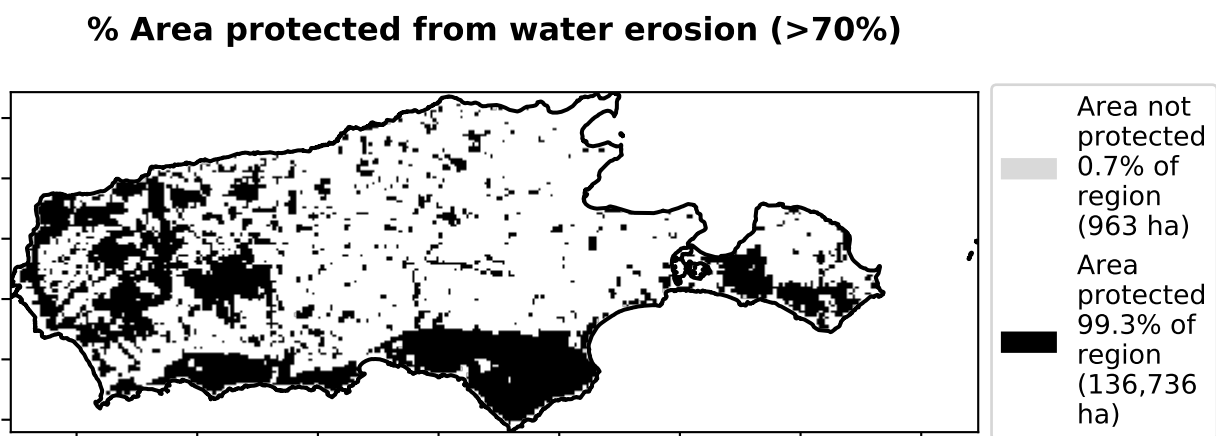 % Area protected from water erosion (>70%)
Area not
protected
0.7% of
region
(963 ha)
Area
protected
99.3% of
region
(136,736
ha)